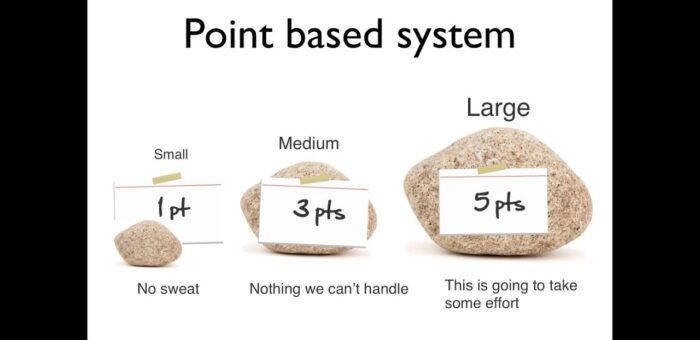 Point based system
Small
Medium
Large
1 pt
3 pts
5 pts
No sweat
Nothing we can't handle
This is going to take
some effort